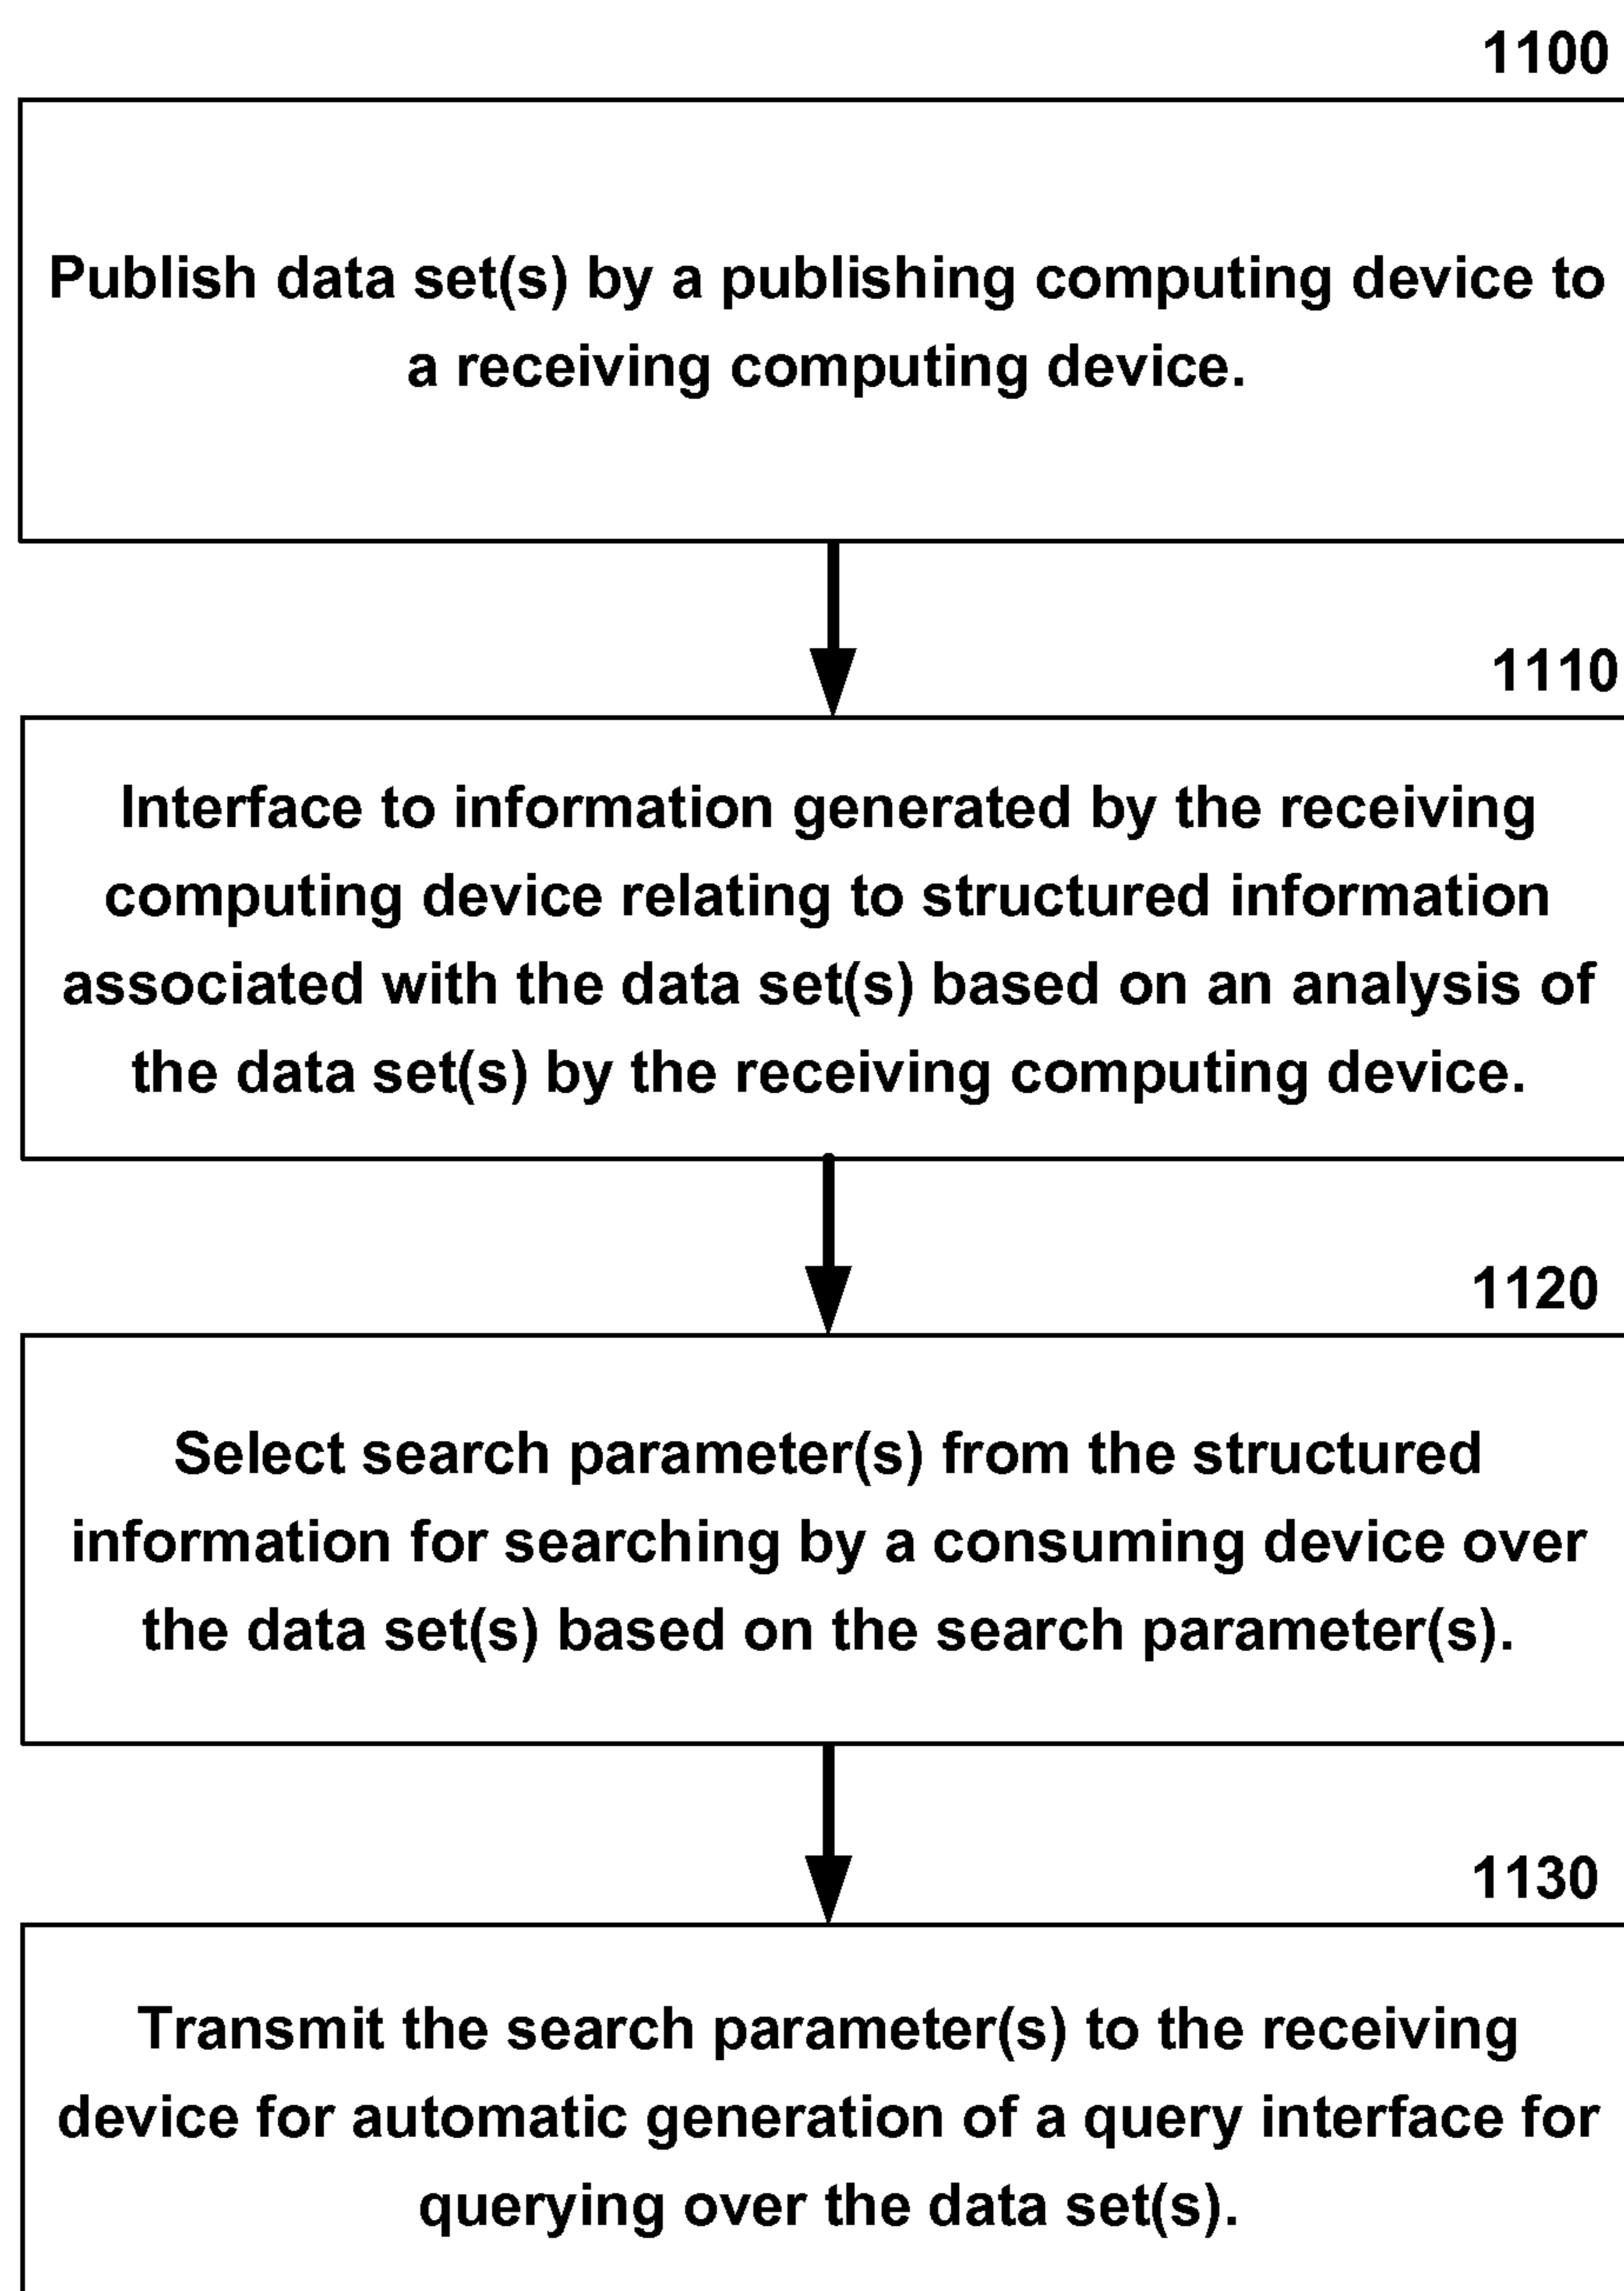 1100
Publish data set(s) by a publishing computing device to
a receiving computing device.
1110
Interface to information generated by the receiving
computing device relating to structured information
associated with the data set(s) based on an analysis of
the data set(s) by the receiving computing device.
1120
Select search parameter(s) from the structured
information for searching by a consuming device over
the data set(s) based on the search parameter(s).
1130
Transmit the search parameter(s) to the receiving
device for automatic generation of a query interface for
querying over the data set(s).